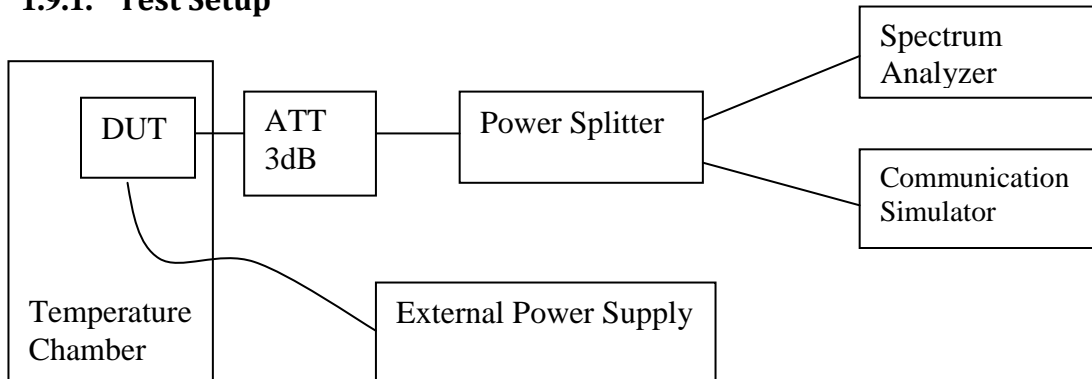 1.9.1. Test Setup
Spectrum
Analyzer
DUT
ATT
3dB
Power Splitter
Communication
Simulator
Temperature
Chamber
External Power Supply